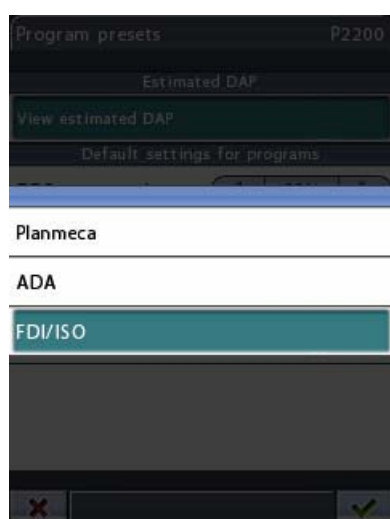 Program presets P2200
Estimated DAP
View estimated DAP
Default settings for programs
Planmeca
ADA
FDI/ISO